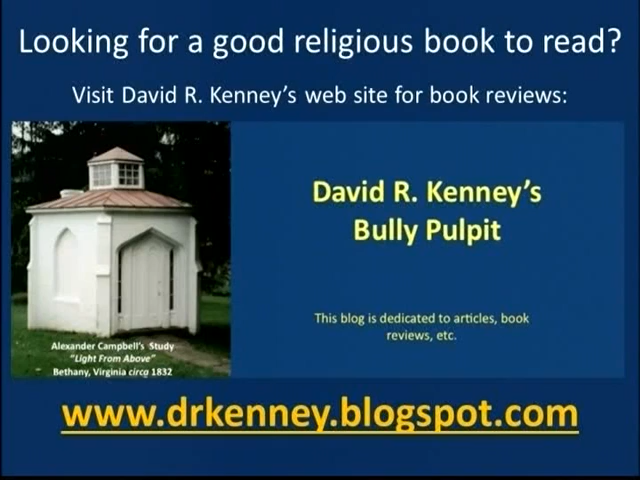 Looking for a good religious book to read?
Visit David R. Kenney's web site for book reviews:
David R. Kenney's
Bully Pulpit
This blog is dedicated to articles, book
reviews, etc.
Alexander Campbell's Study
"Light From Above"
Bethany, Virginia circa 1832
www.drkenney.blogspot.com